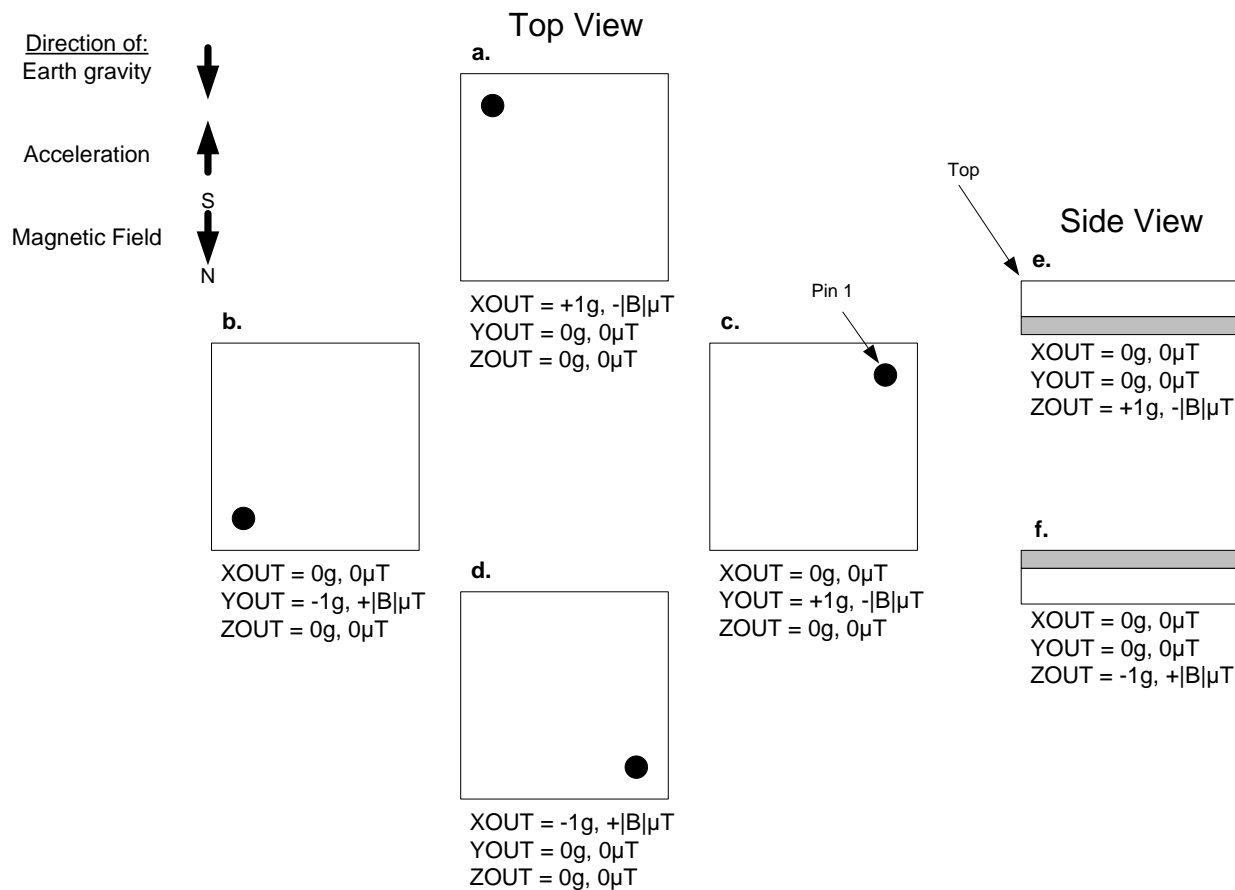 Top View
Direction of:
Earth gravity
Acceleration
S
Magnetic Field
N
a.
XOUT = +1g, -|B|µT
YOUT = 0g, 0µT
ZOUT = 0g, 0µT
b.
XOUT = 0g, 0µT
YOUT = -1g, +|B|µT
ZOUT = 0g, 0µT
Pin 1
c.
XOUT = 0g, 0µT
YOUT = +1g, -|B|µT
ZOUT = 0g, 0µT
d.
XOUT = -1g, +|B|µT
YOUT = 0g, 0µT
ZOUT = 0g, 0µT
Top
Side View
e.
XOUT = 0g, 0µT
YOUT = 0g, 0µT
ZOUT = +1g, -|B|µT
f.
XOUT = 0g, 0µT
YOUT = 0g, 0µT
ZOUT = -1g, +|B|µT